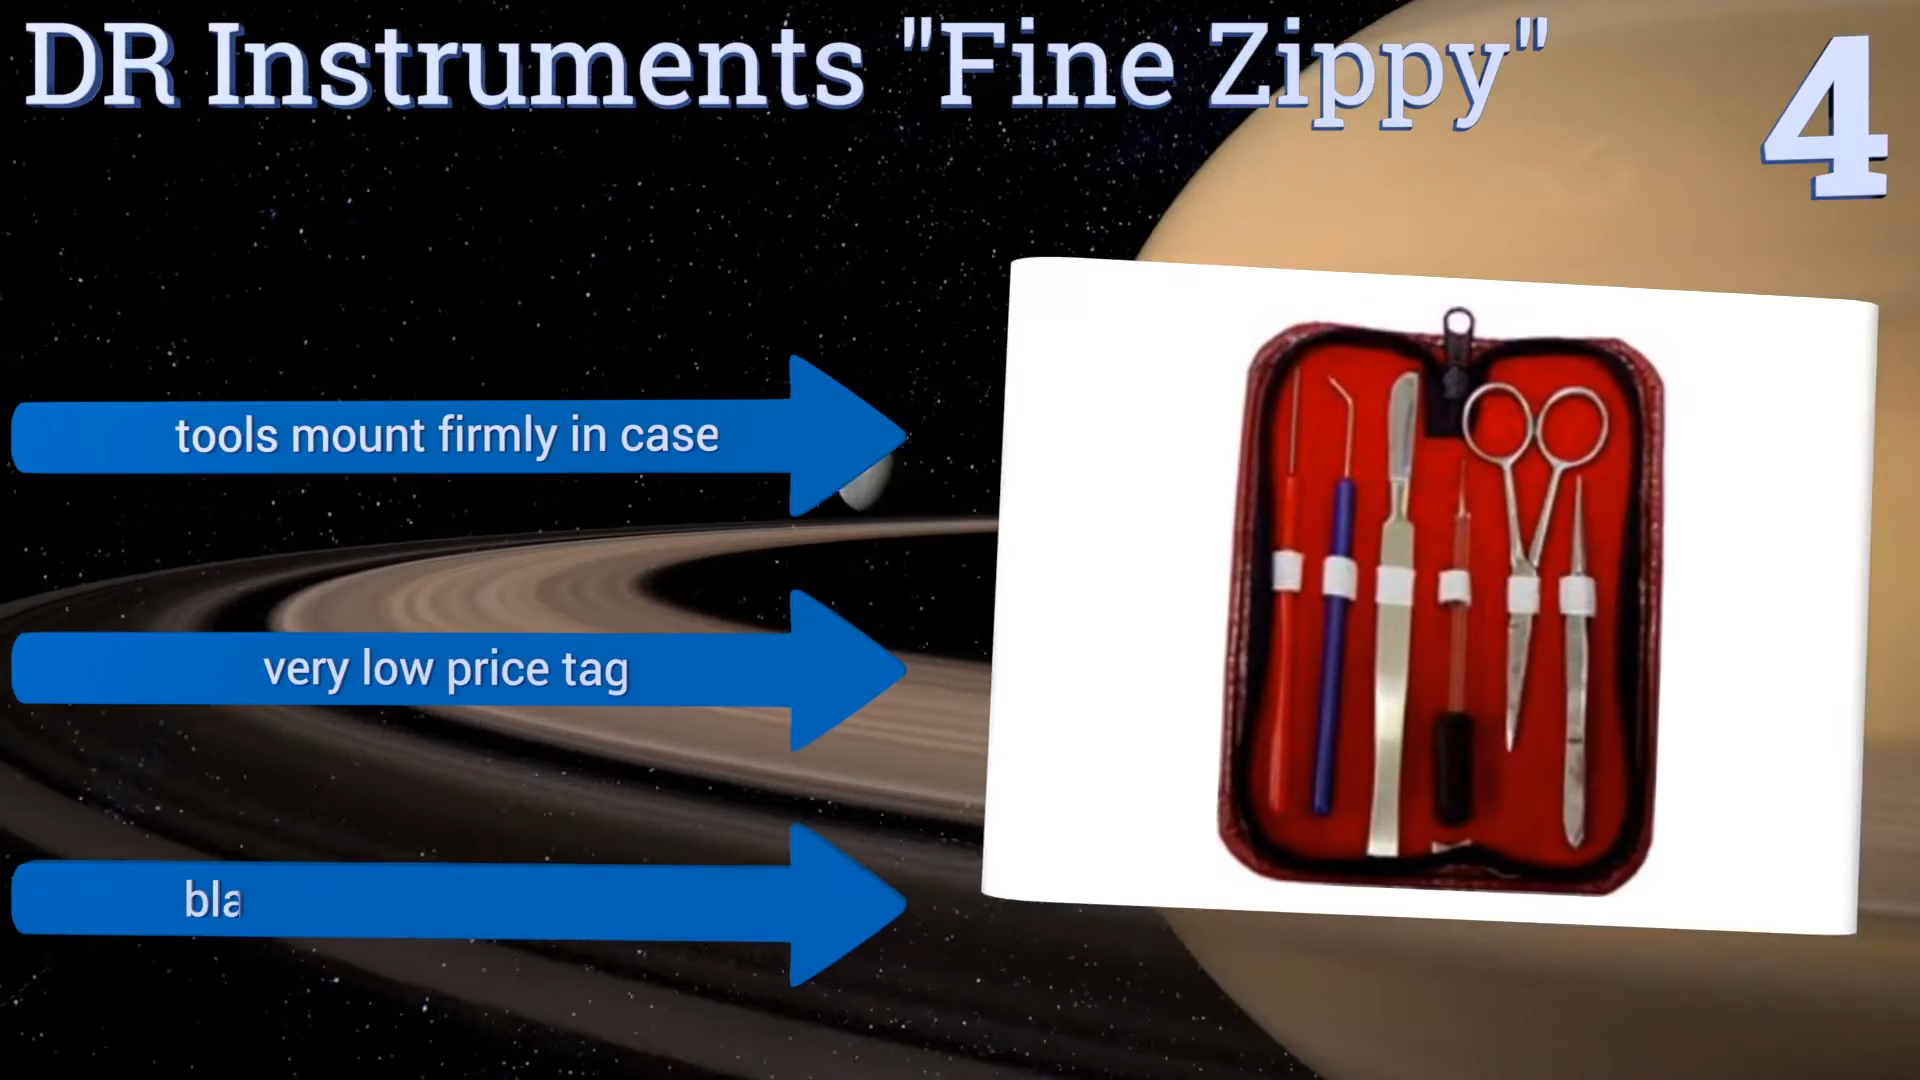 DR Instruments "Fine Zippy"
4
tools mount firmly in case
very low price tag
bla